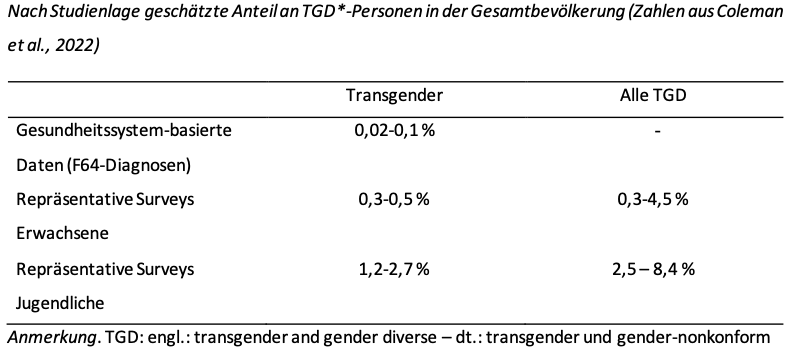 Nach Studienlage geschätzte Anteil an TGD*-Personen in der Gesamtbevölkerung (Zahlen aus Coleman
et al., 2022)
Transgender Alle TGD
Gesundheitssystem-basierte 0,02-0,1 % -
Daten (F64-Diagnosen)
Repräsentative Surveys 0,3-0,5 % 0,3-4,5 %
Erwachsene
Repräsentative Surveys 1,2-2,7 % 2,5 – 8,4 %
Jugendliche
Anmerkung. TGD: engl.: transgender and gender diverse – dt.: transgender und gender-nonkonform